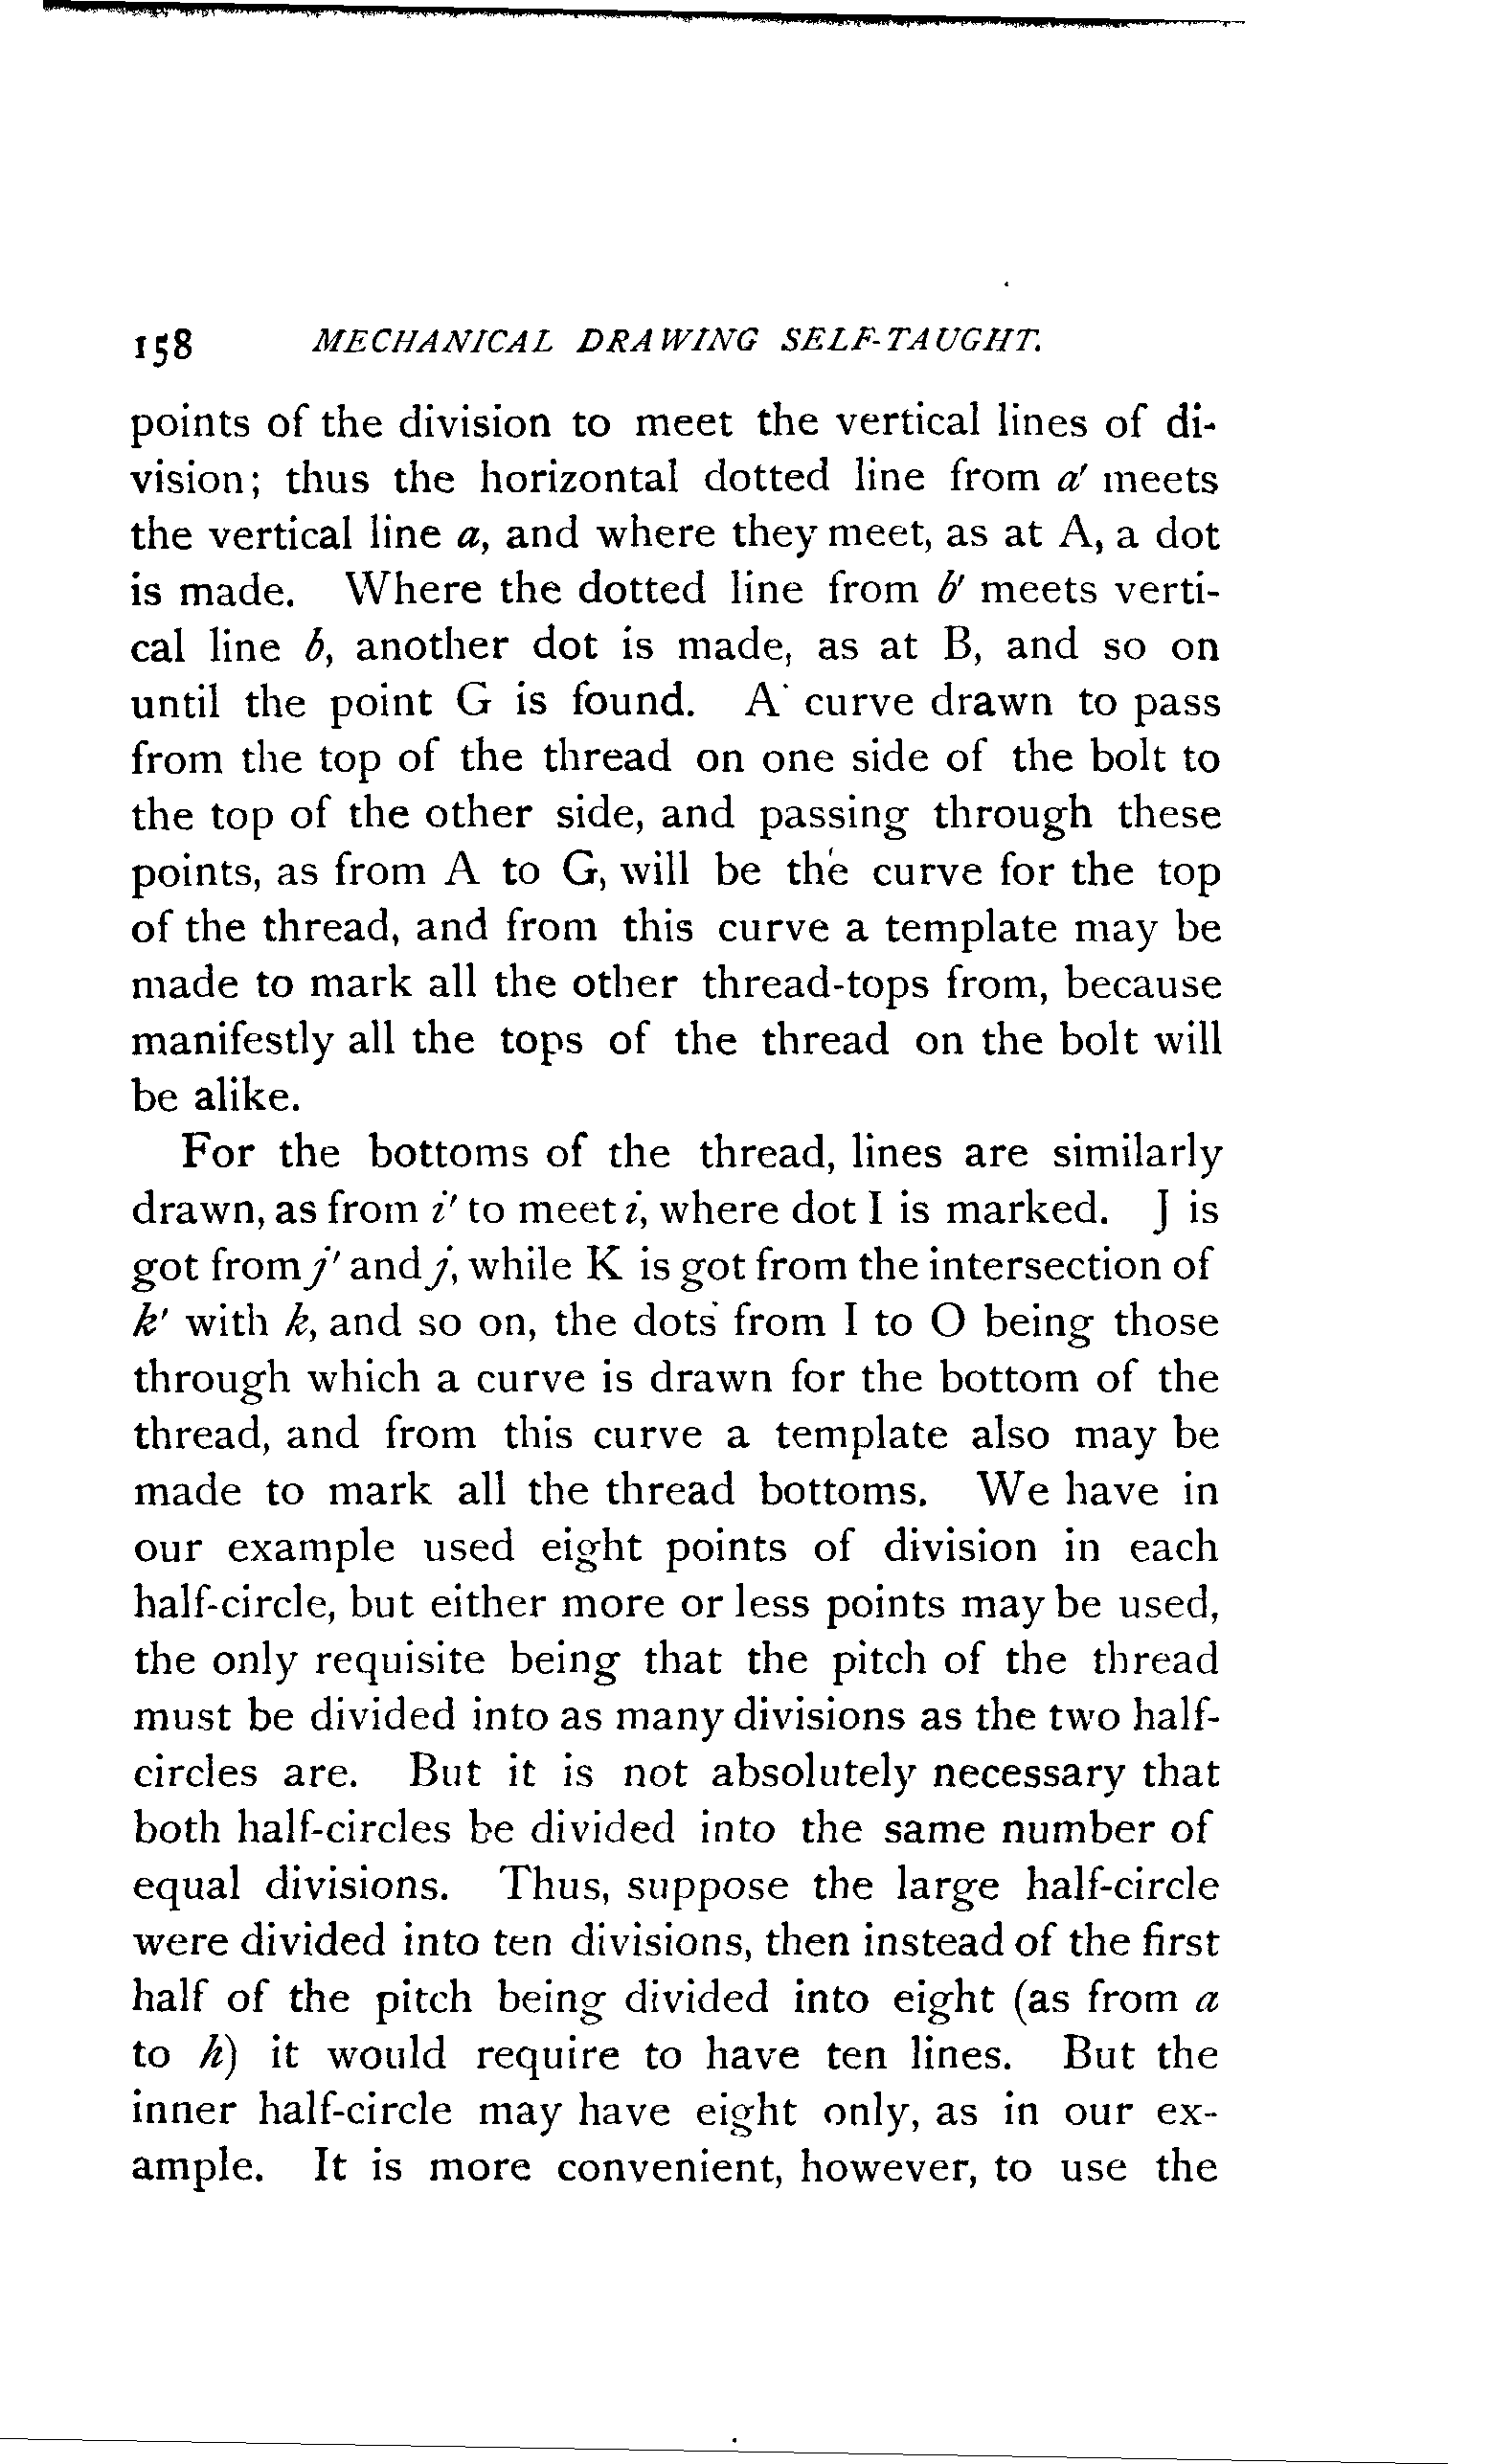 158 MECHANICAL DRAWING SELF-TAUGHT.
points of the division to meet the vertical lines of di-
vision; thus the horizontal dotted line from a' meets
the vertical line a, and where they meet, as at A, a dot
is made. Where the dotted line from b' meets verti-
cal line b, another dot is made, as at B, and so on
until the point G is found. A curve drawn to pass
from the top of the thread on one side of the bolt to
the top of the other side, and passing through these
points, as from A to G, will be the curve for the top
of the thread, and from this curve a template may be
made to mark all the other thread-tops from, because
manifestly all the tops of the thread on the bolt will
be alike.
For the bottoms of the thread, lines are similarly
drawn, as from i' to meet i, where dot I is marked. J is
got from j' and j, while K is got from the intersection of
k' with k, and so on, the dots from I to O being those
through which a curve is drawn for the bottom of the
thread, and from this curve a template also may be
made to mark all the thread bottoms. We have in
our example used eight points of division in each
half-circle, but either more or less points may be used,
the only requisite being that the pitch of the thread
must be divided into as many divisions as the two half-
circles are. But it is not absolutely necessary that
both half-circles be divided into the same number of
equal divisions. Thus, suppose the large half-circle
were divided into ten divisions, then instead of the first
half of the pitch being divided into eight (as from a
to h) it would require to have ten lines. But the
inner half-circle may have eight only, as in our ex-
ample. It is more convenient, however, to use the